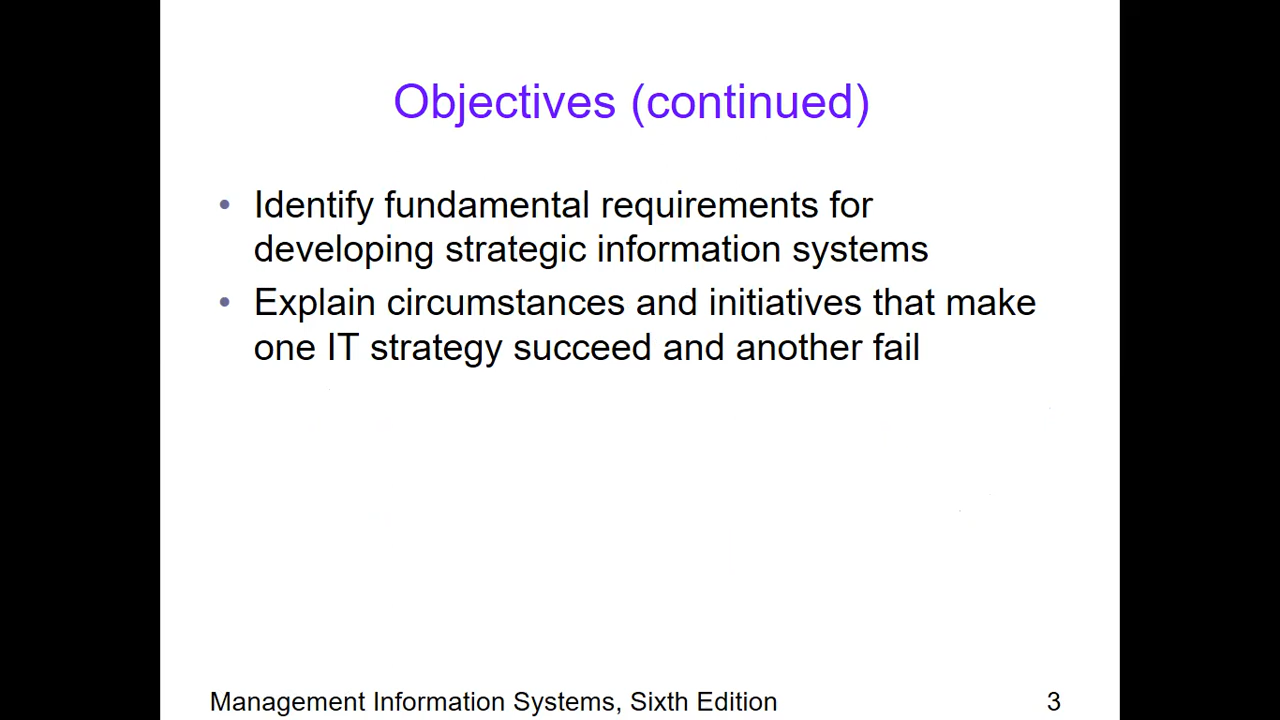 Objectives (continued)
• Identify fundamental requirements for
developing strategic information systems
• Explain circumstances and initiatives that make
one IT strategy succeed and another fail
Management Information Systems, Sixth Edition
3